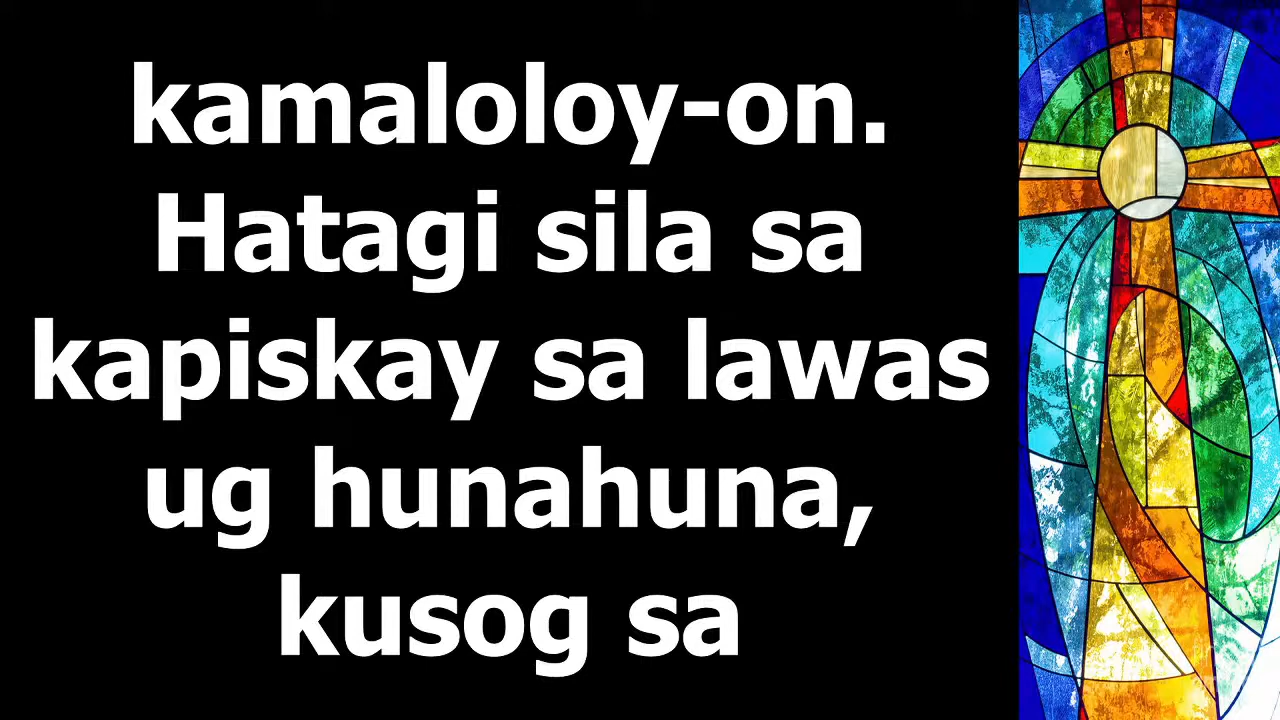 kamaloloy-on.
Hatagi sila sa
kapiskay sa lawas
ug hunahuna,
kusog sa